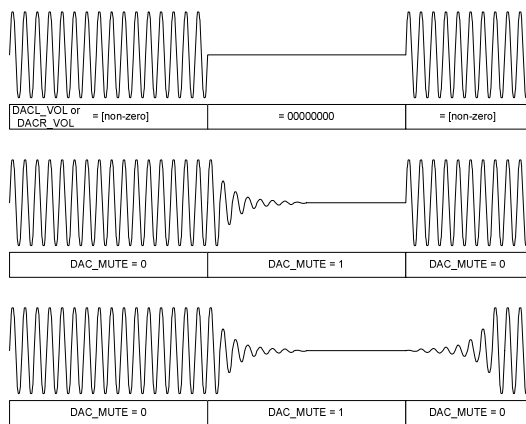 DACL_VOL or
DACR_VOL
= [non-zero]
= 00000000
= [non-zero]
DAC_MUTE = 0
DAC_MUTE = 1
DAC_MUTE = 0
DAC_MUTE = 0
DAC_MUTE = 1
DAC_MUTE = 0